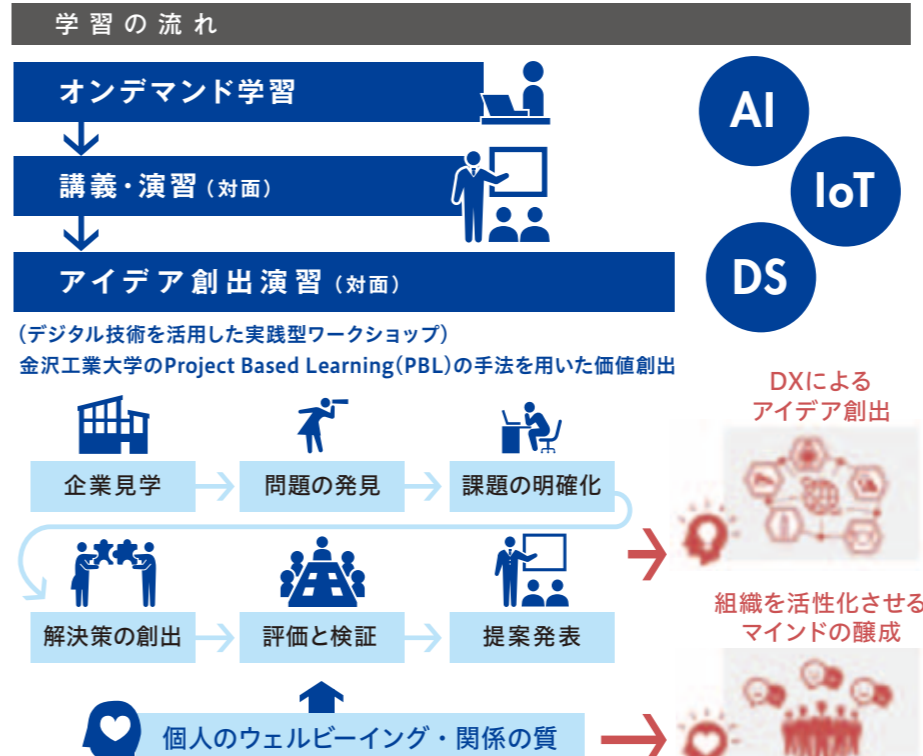 学習の流れ
オンデマンド学習
講義・演習(対面)
アイデア創出演習(対面)
AI
IoT
DS
(デジタル技術を活用した実践型ワークショップ)
金沢工業大学のProject Based Learning(PBL)の手法を用いた価値創出
企業見学
問題の発見
課題の明確化
解決策の創出
評価と検証
提案発表
個人のウェルビーイング・関係の質
DXによる
アイデア創出
組織を活性化させる
マインドの醸成